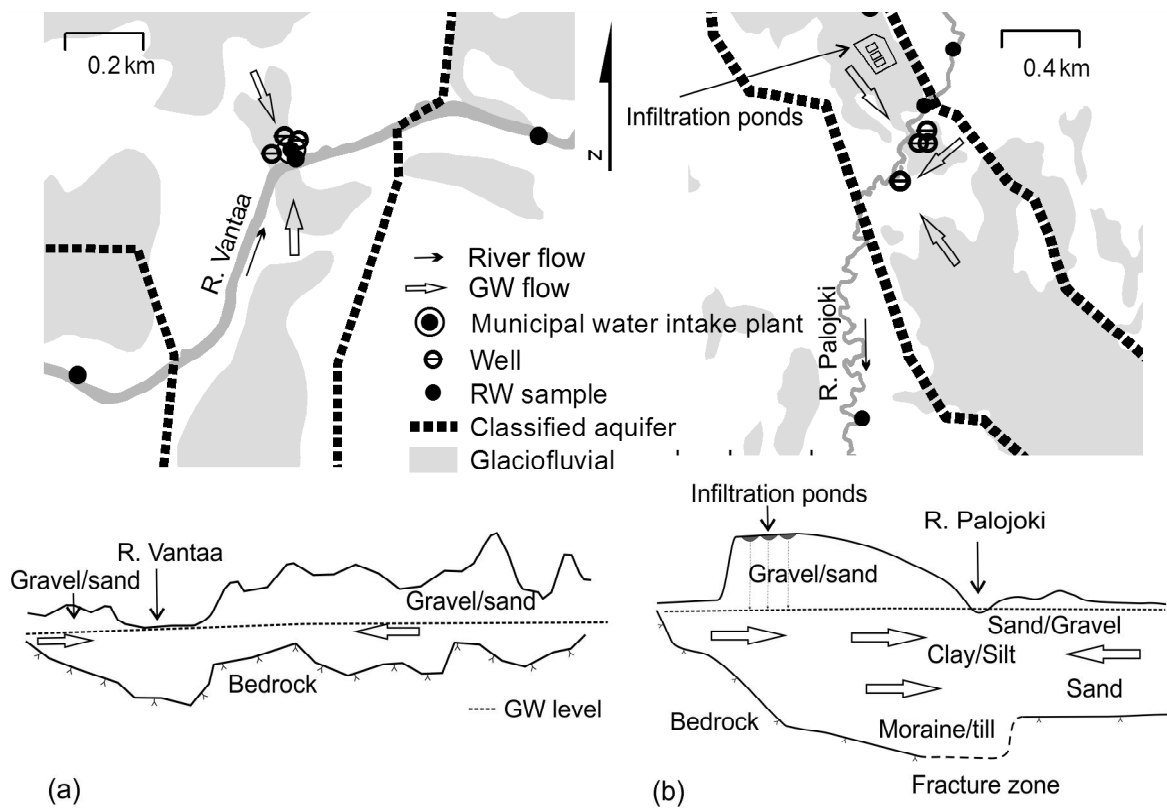 0.2 km
R. Vantaa
River flow
GW flow
Municipal water intake plant
Well
RW sample
Classified aquifer
Glaciofluvial
N
0.4 km
Infiltration ponds
R. Palojoki
R. Vantaa
Gravel/sand
Gravel/sand
Bedrock
GW level
(a)
Infiltration ponds
R. Palojoki
Gravel/sand
Sand/Gravel
Clay/Silt
Sand
Bedrock
Moraine/till
Fracture zone
(b)